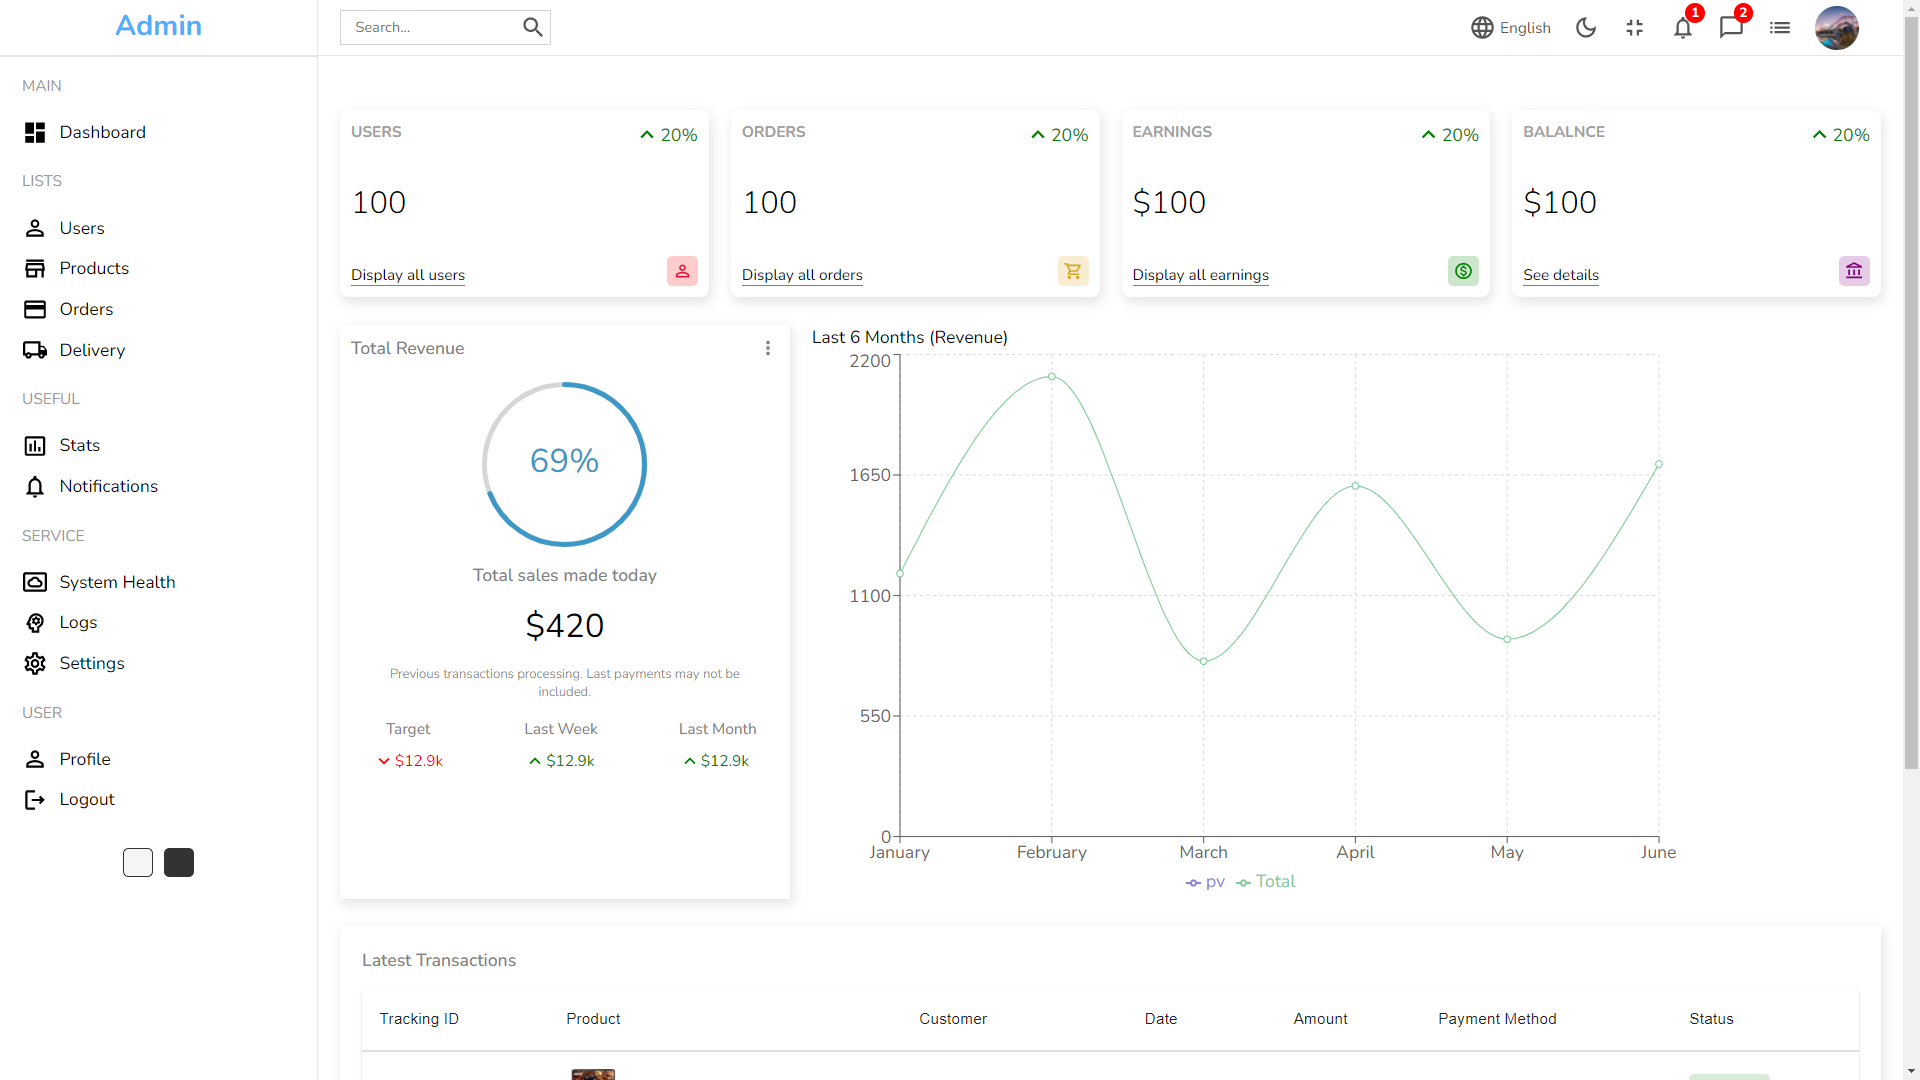 Admin
Search...
English
1
2
MAIN
Dashboard
LISTS
Users
Products
Orders
Delivery
USEFUL
Stats
Notifications
SERVICE
System Health
Logs
Settings
USER
Profile
Logout
USERS
20%
100
Display all users
ORDERS
20%
100
Display all orders
EARNINGS
20%
$100
Display all earnings
BALALNCE
20%
$100
See details
Total Revenue
69%
Total sales made today
$420
Previous transactions processing. Last payments may not be
included.
Target
Last Week
Last Month
$12.9k
$12.9k
$12.9k
Last 6 Months (Revenue)
2200
1650
1100
550
0
January
February
March
April
May
June
pv
Total
Latest Transactions
Tracking ID
Product
Customer
Date
Amount
Payment Method
Status